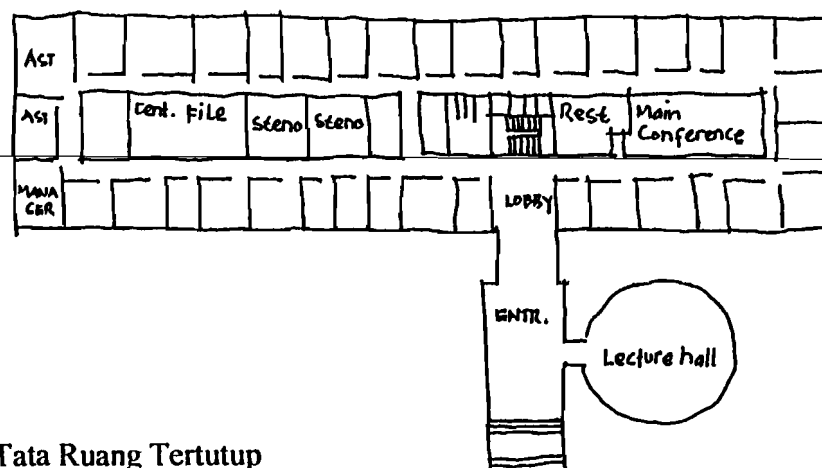 AST
AST
Cent. File
Steno
Steno
Rest
Main
Conference
MANA
GER
LOBBY
ENTR.
Lecture hall
Tata Ruang Tertutup